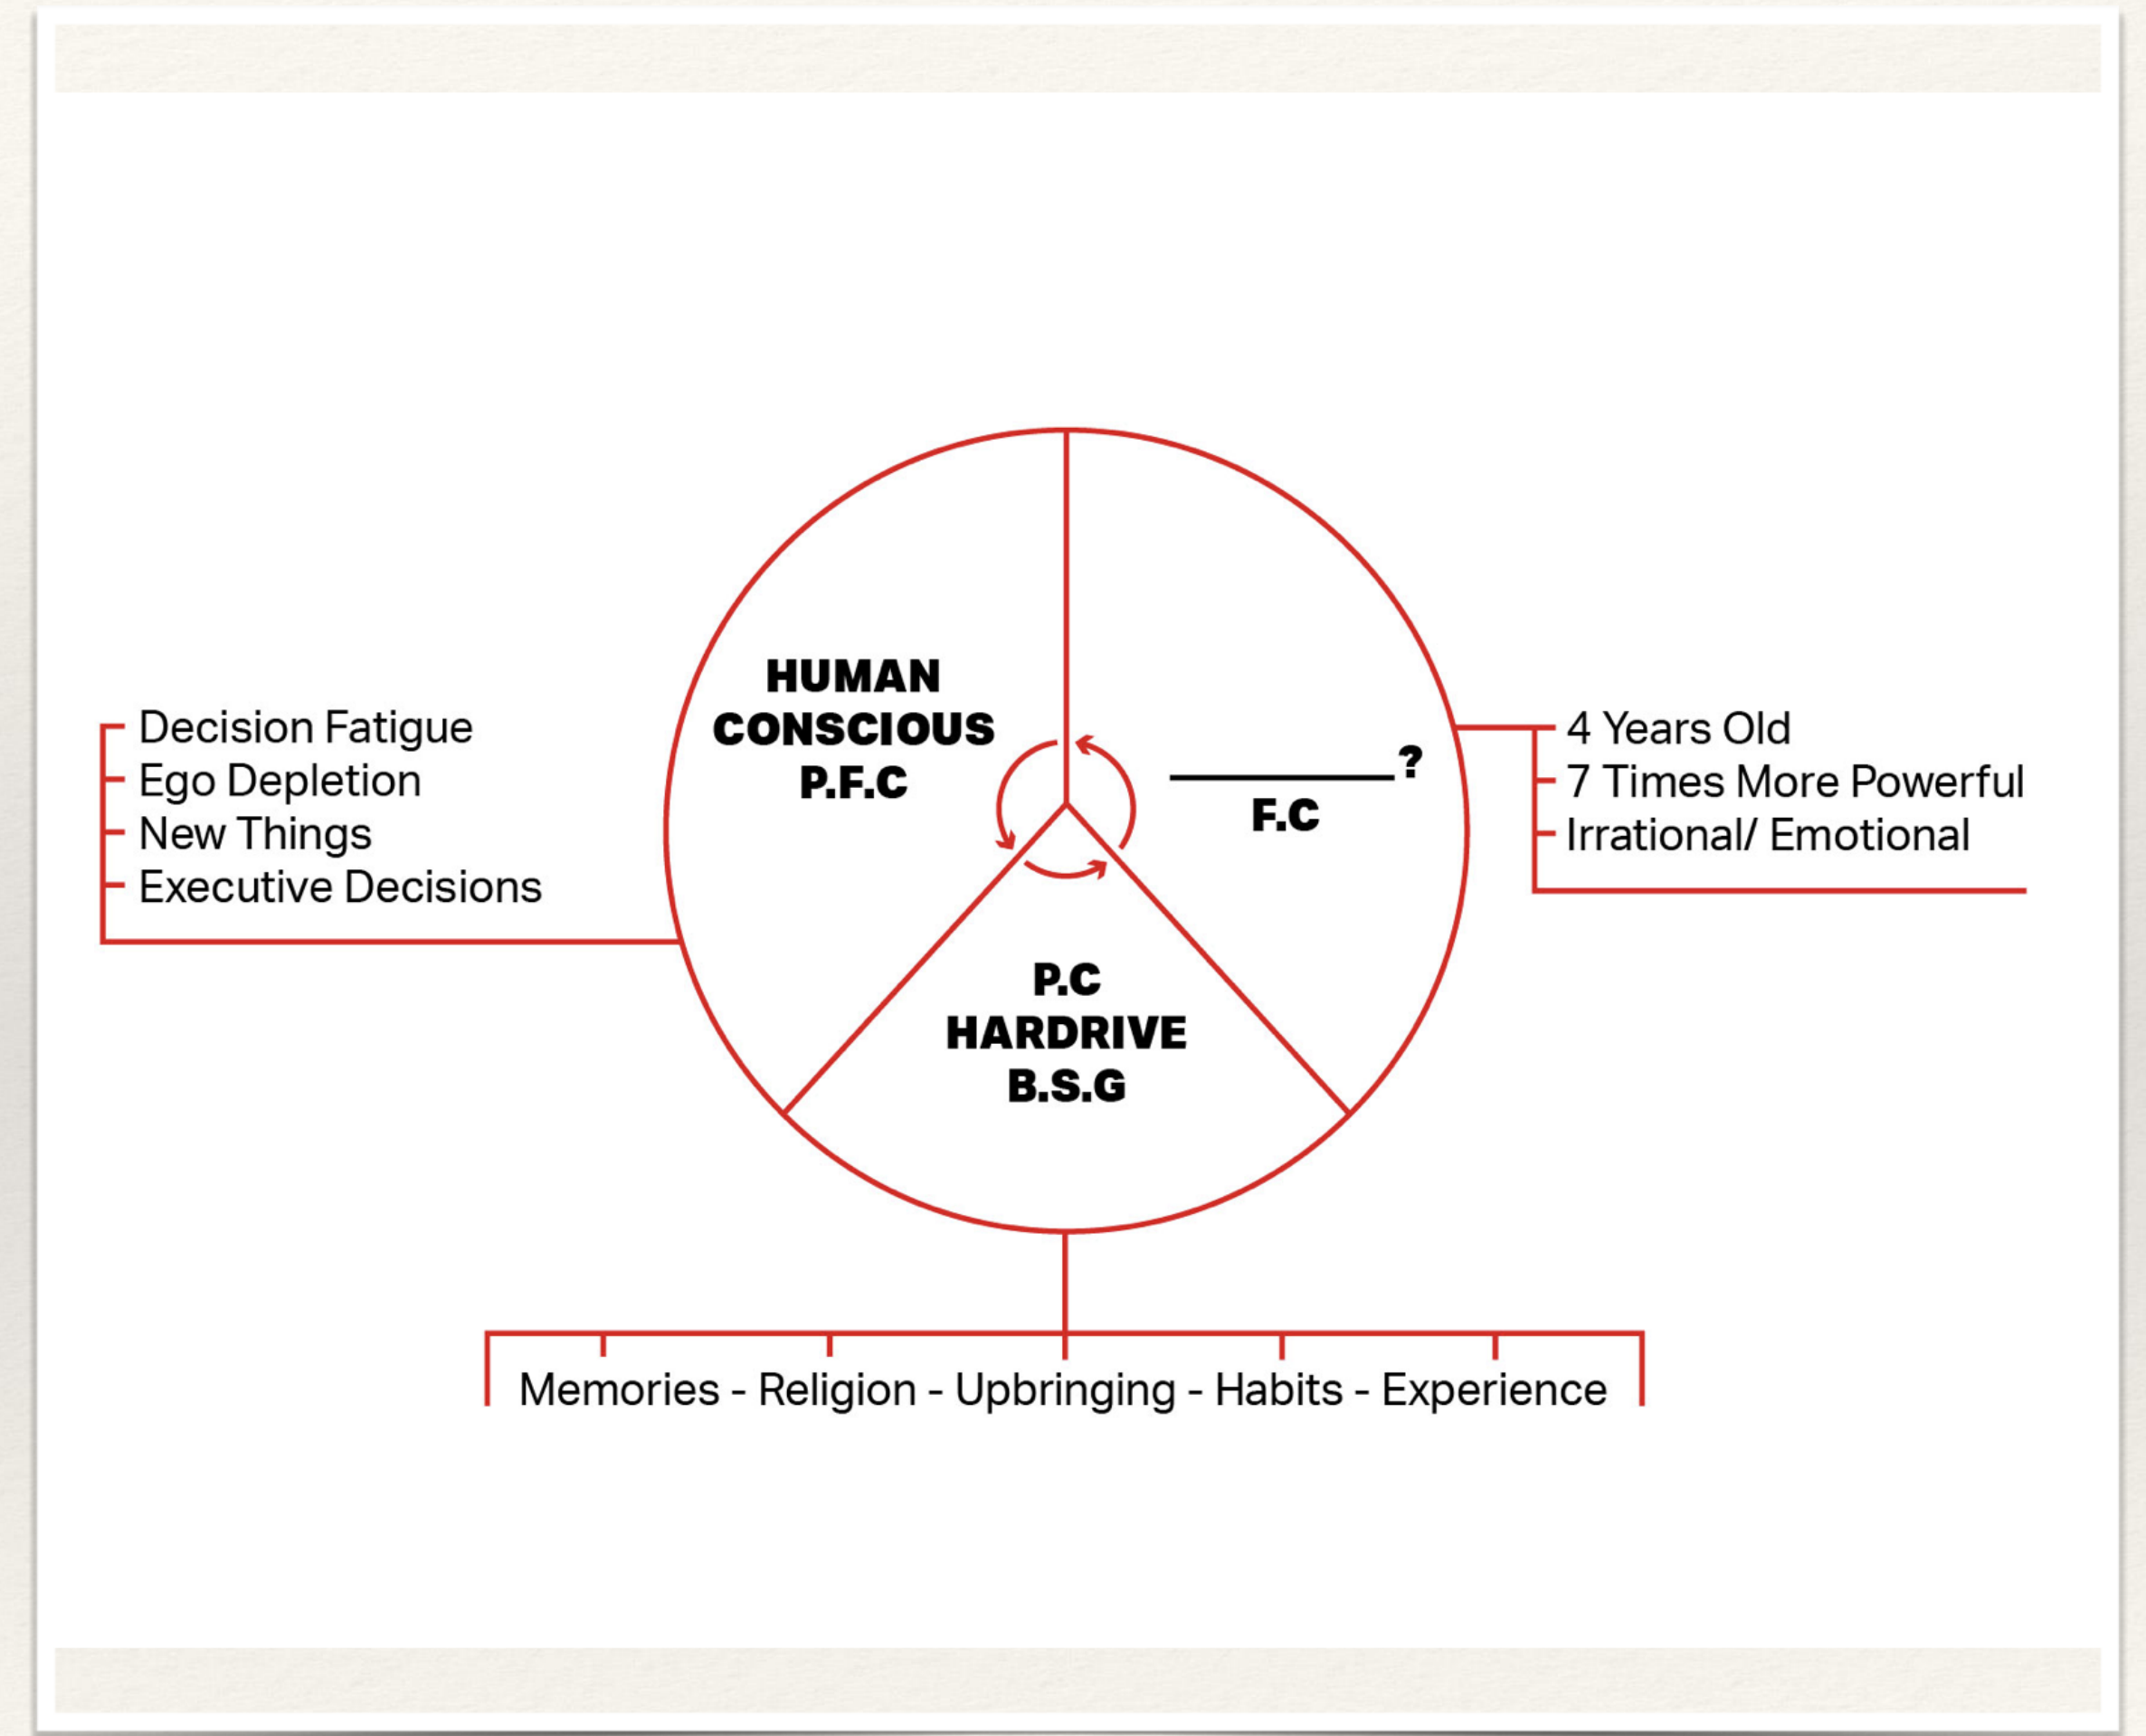 HUMAN
CONSCIOUS
P.F.C
Decision Fatigue
Ego Depletion
New Things
Executive Decisions
________?
F.C
4 Years Old
7 Times More Powerful
Irrational/ Emotional
P.C
HARDRIVE
B.S.G
Memories - Religion - Upbringing - Habits - Experience